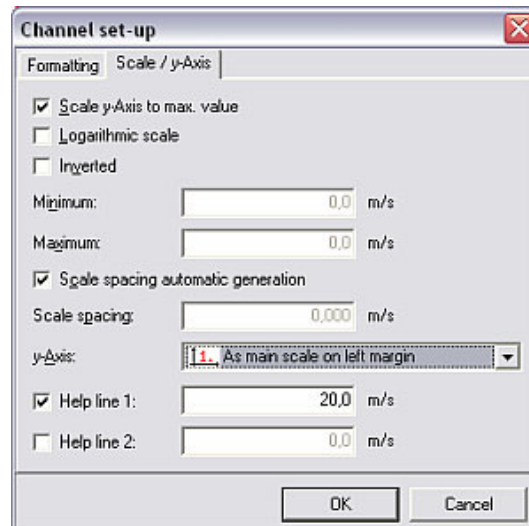 Channel set-up
Formatting Scale / y-Axis
Scale y-Axis to max. value
Logarithmic scale
Inverted
Minimum: 0,0 m/s
Maximum: 0,0 m/s
Scale spacing automatic generation
Scale spacing: 0,000 m/s
y-Axis: 1. As main scale on left margin
Help line 1: 20,0 m/s
Help line 2: 0,0 m/s
OK Cancel